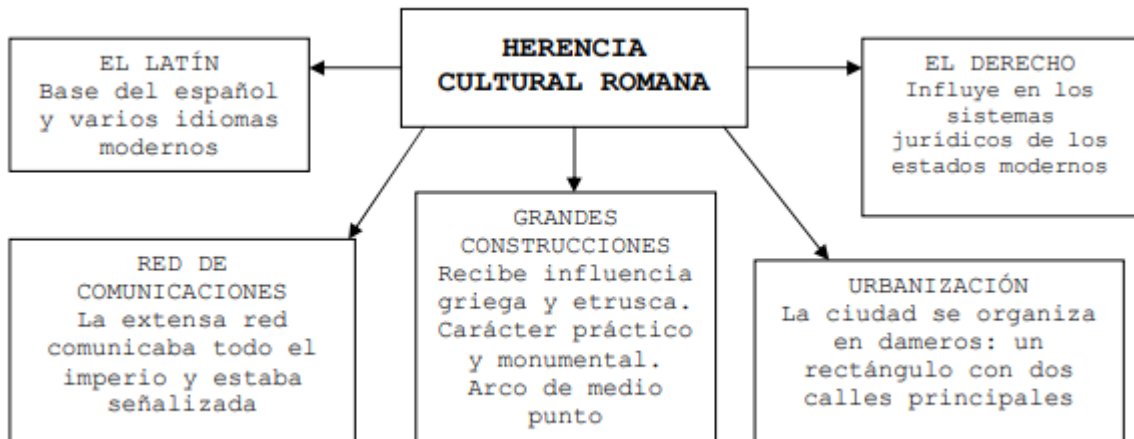 HERENCIA
CULTURAL ROMANA
EL LATÍN
Base del español
y varios idiomas
modernos
EL DERECHO
Influye en los
sistemas
jurídicos de los
estados modernos
RED DE
COMUNICACIONES
La extensa red
comunicaba todo el
imperio y estaba
señalizada
GRANDES
CONSTRUCCIONES
Recibe influencia
griega y etrusca.
Carácter práctico
y monumental.
Arco de medio
punto
URBANIZACIÓN
La ciudad se organiza
en dameros: un
rectángulo con dos
calles principales